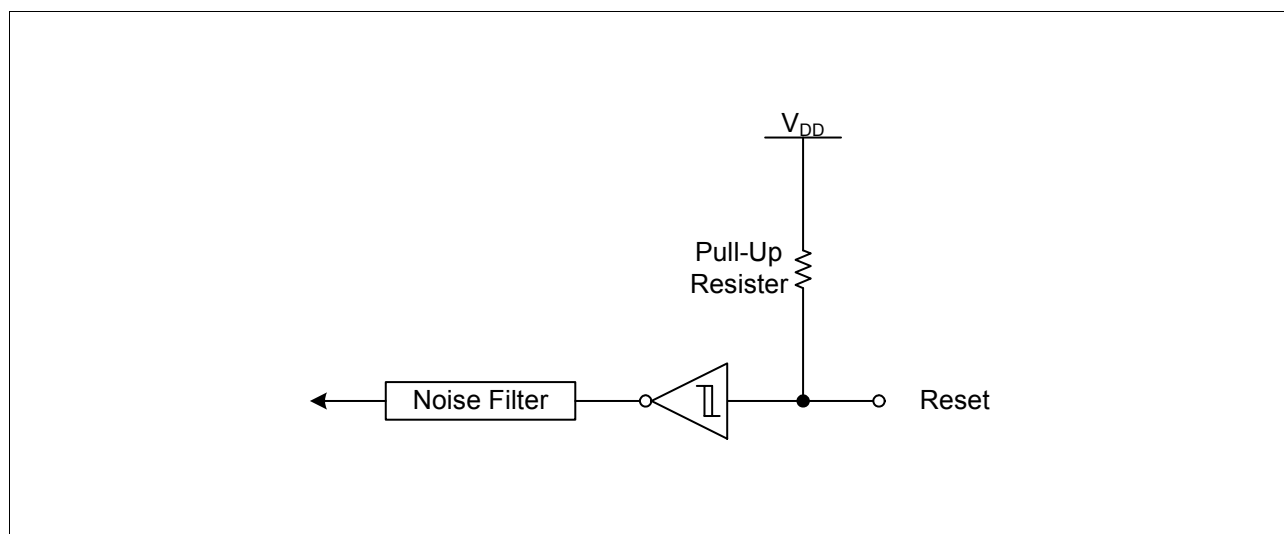 VDD
Pull-Up
Resister
Noise Filter
Reset